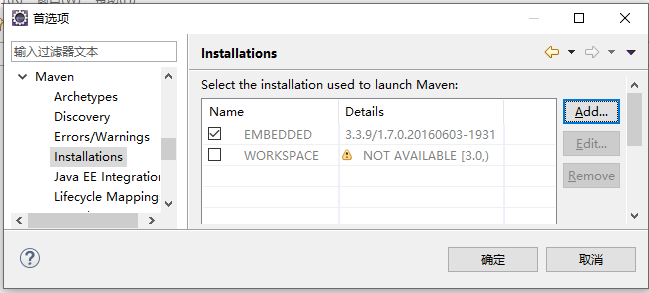 首选项
输入过滤器文本
Maven
Archetypes
Discovery
Errors/Warnings
Installations
Java EE Integration
Lifecycle Mapping
Installations
Select the installation used to launch Maven:
Name Details
EMBEDDED 3.3.9/1.7.0.20160603-1931
WORKSPACE NOT AVAILABLE [3.0,)
Add...
Edit...
Remove
?
确定 取消